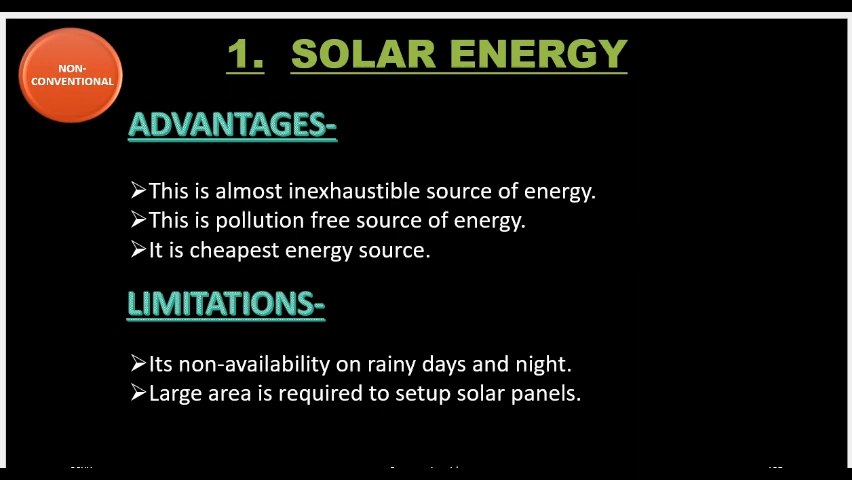 NON-
CONVENTIONAL
1. SOLAR ENERGY
ADVANTAGES-
➢This is almost inexhaustible source of energy.
➢This is pollution free source of energy.
➢It is cheapest energy source.
LIMITATIONS-
➢Its non-availability on rainy days and night.
➢Large area is required to setup solar panels.